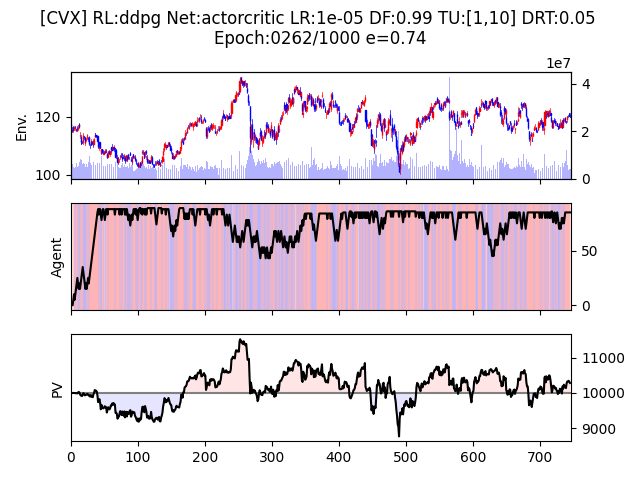 [CVX] RL:ddpg Net:actorcritic LR:1e-05 DF:0.99 TU:[1,10] DRT:0.05
Epoch:0262/1000 e=0.74
1e7
Env.
120
100
4
2
0
Agent
50
0
PV
11000
10000
9000
0 100 200 300 400 500 600 700